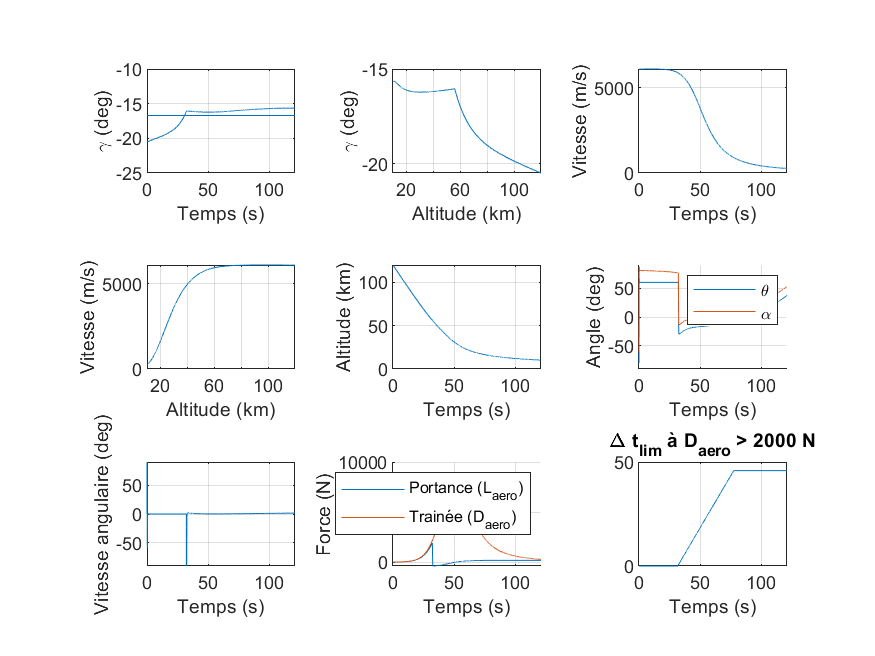 -10
-15
-20
-25
γ (deg)
0
50
100
Temps (s)
-15
-20
γ (deg)
20
60
100
Altitude (km)
5000
0
Vitesse (m/s)
0
50
100
Temps (s)
5000
0
Vitesse (m/s)
20
60
100
Altitude (km)
100
50
0
Altitude (km)
0
50
100
Temps (s)
50
0
-50
Angle (deg)
θ
α
0
50
100
Temps (s)
50
0
-50
Vitesse angulaire (deg)
0
50
100
Temps (s)
10000
0
Force (N)
Portance (L_aero)
Trainée (D_aero)
0
50
100
Temps (s)
Δ t_lim à D_aero > 2000 N
50
0
0
50
100
Temps (s)